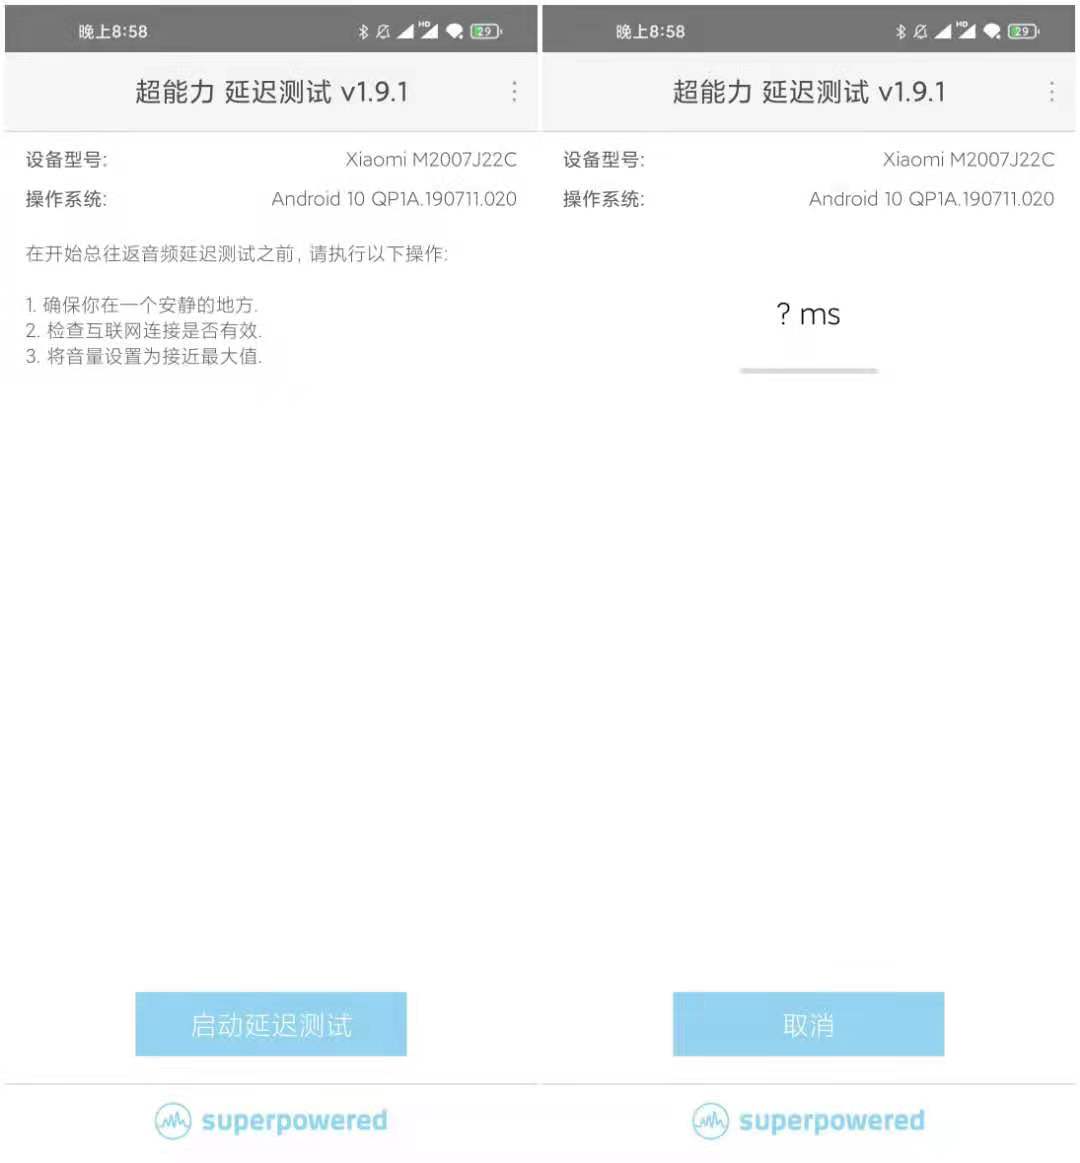 晚上8:58
HD
29
超能力 延迟测试 v1.9.1
设备型号:
Xiaomi M2007J22C
操作系统:
Android 10 QP1A.190711.020
在开始总往返音频延迟测试之前, 请执行以下操作:
1. 确保你在一个安静的地方.
2. 检查互联网连接是否有效.
3. 将音量设置为接近最大值.
启动延迟测试
superpowered
晚上8:58
HD
29
超能力 延迟测试 v1.9.1
设备型号:
Xiaomi M2007J22C
操作系统:
Android 10 QP1A.190711.020
? ms
取消
superpowered